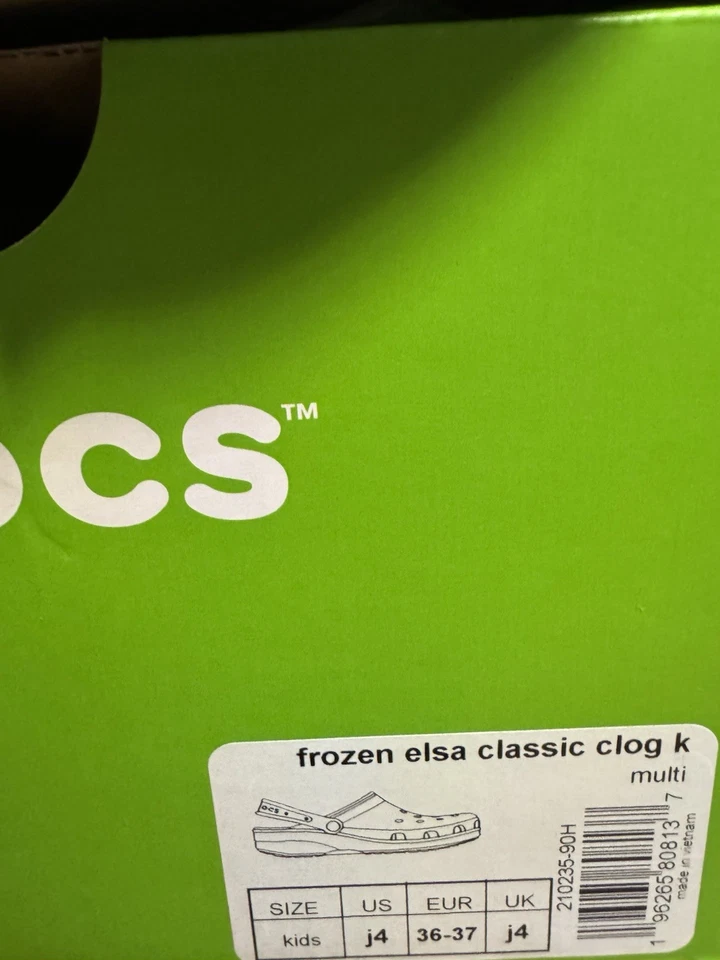 ocs™
frozen elsa classic clog k
multi
ocs
SIZE US EUR UK
kids j4 36-37 j4
210235-90H
1 96265 80813 7
made in vietnam